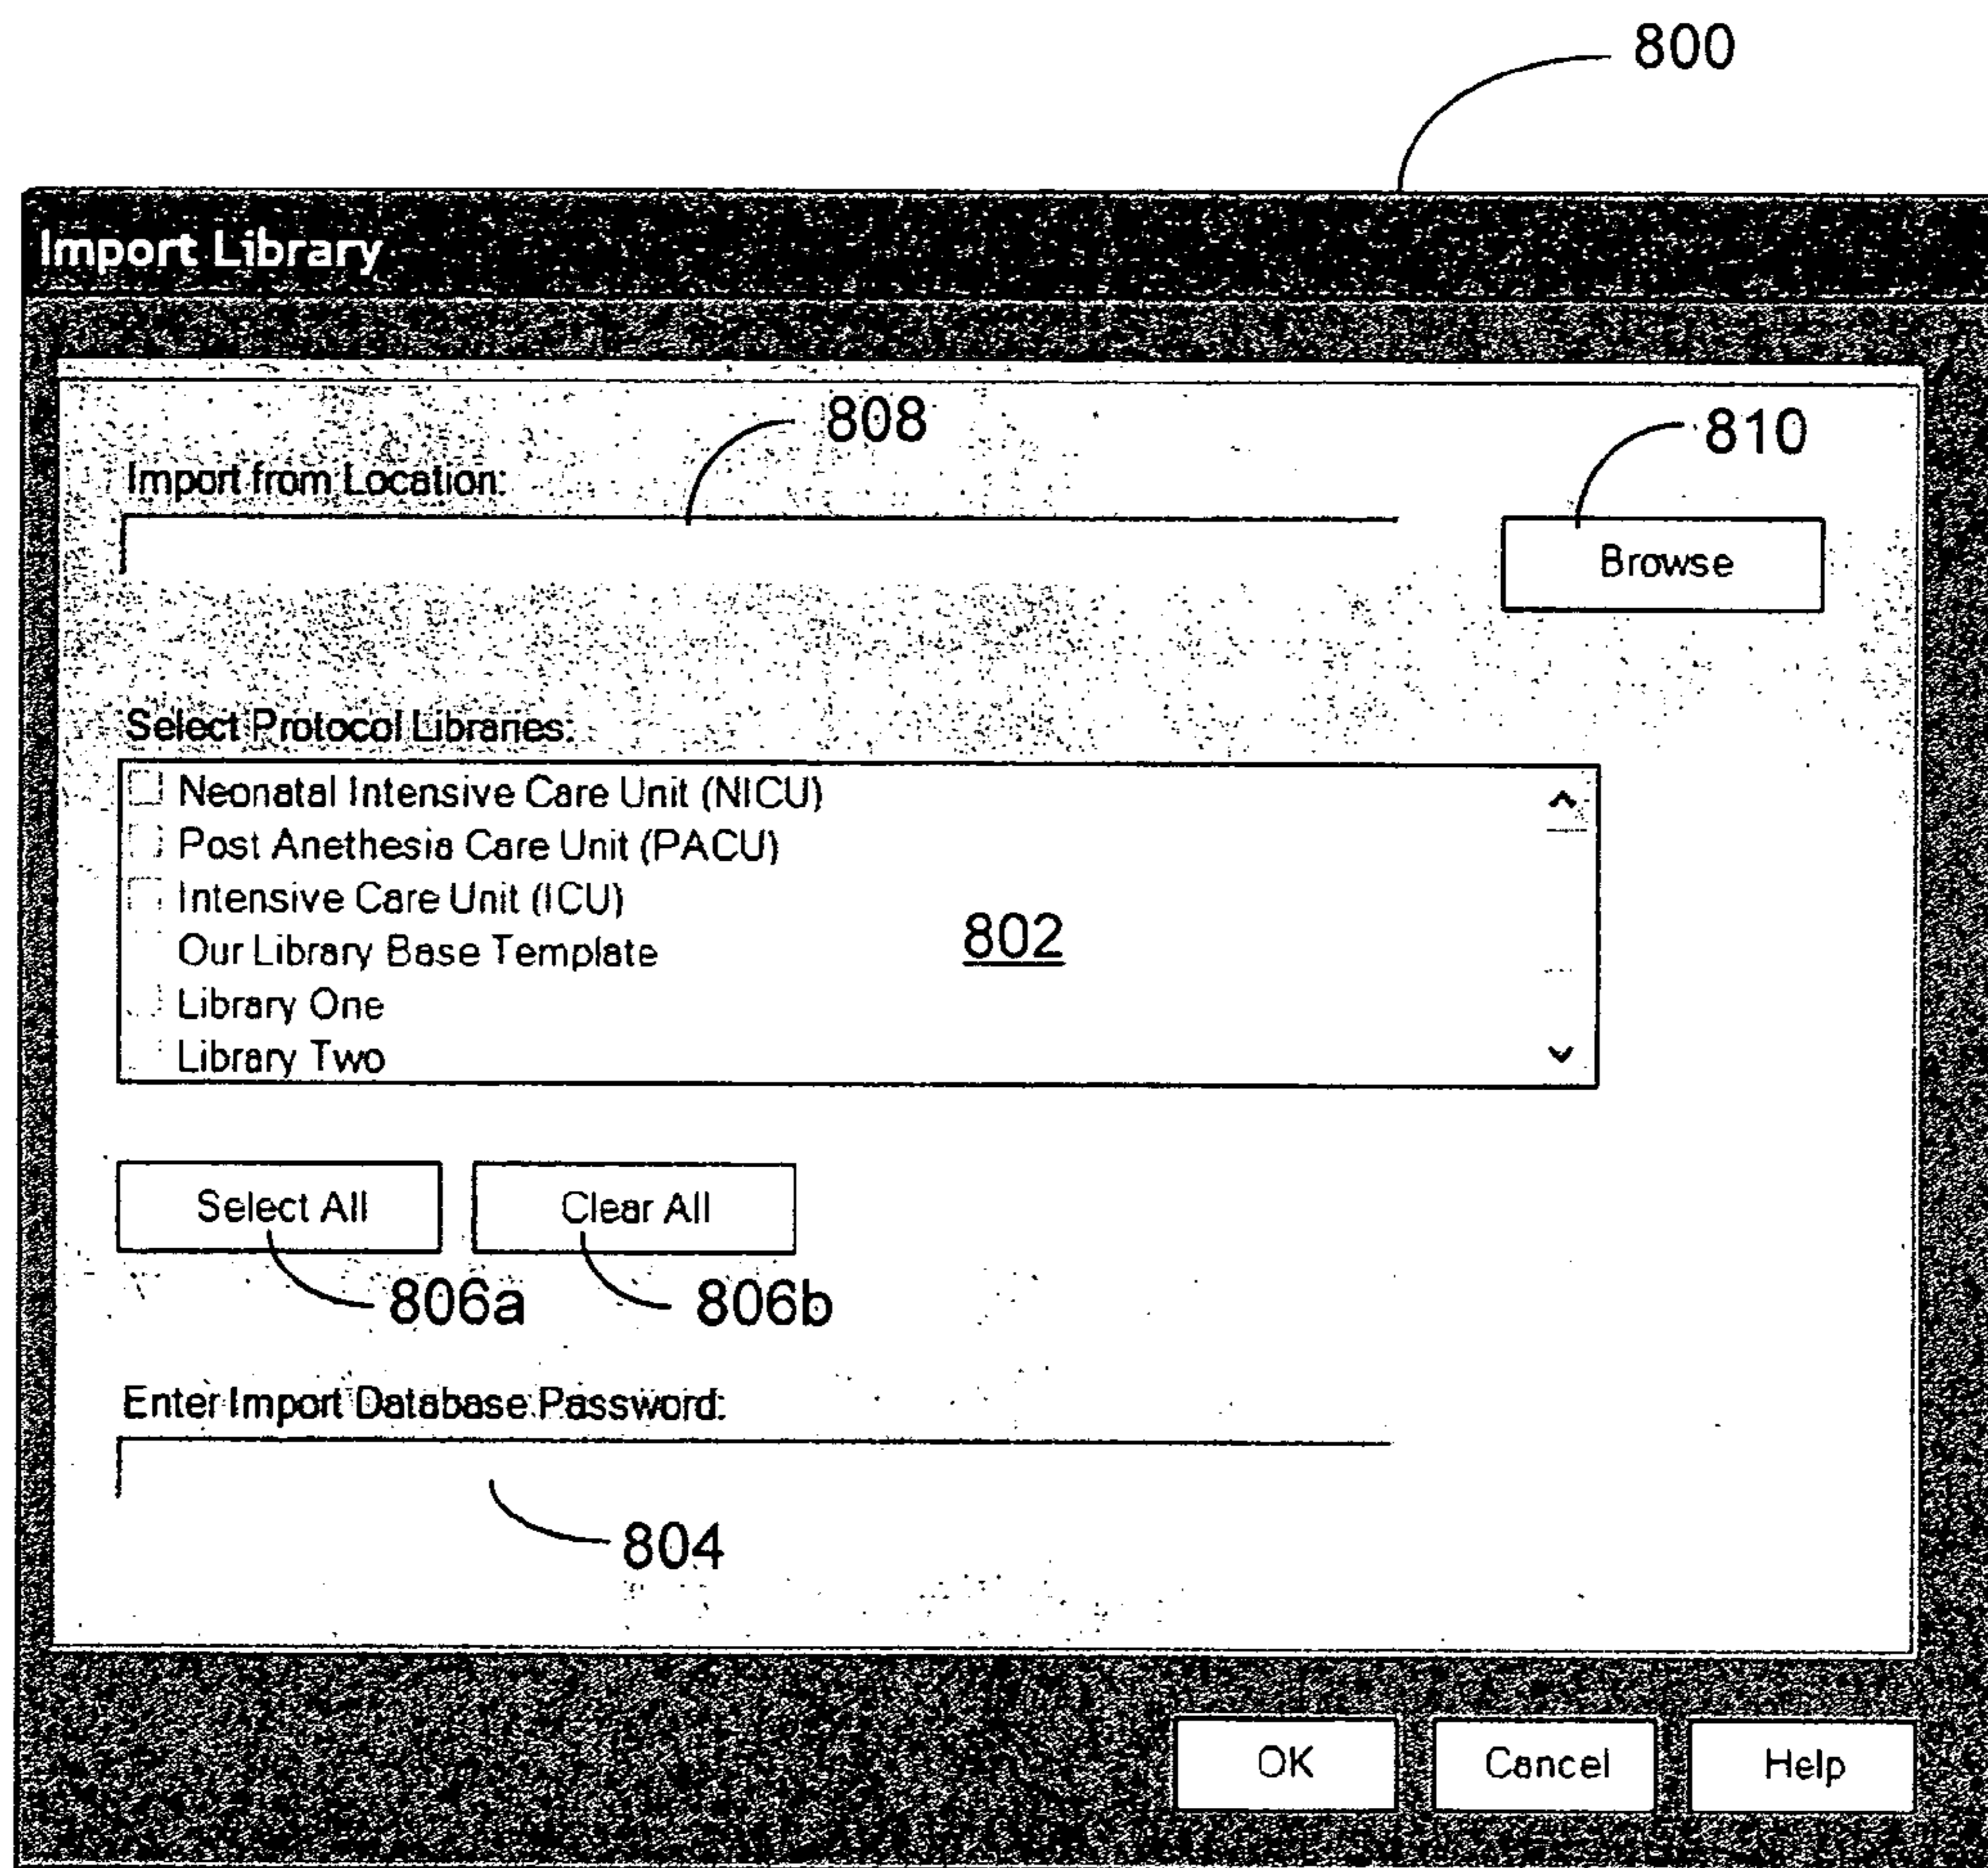 800
Import Library
808
810
Import from Location:
Browse
Select Protocol Libraries:
Neonatal Intensive Care Unit (NICU)
Post Anethesia Care Unit (PACU)
Intensive Care Unit (ICU)
802
Our Library Base Template
Library One
Library Two
Select All Clear All
806a 806b
Enter Import Database Password:
804
OK Cancel Help